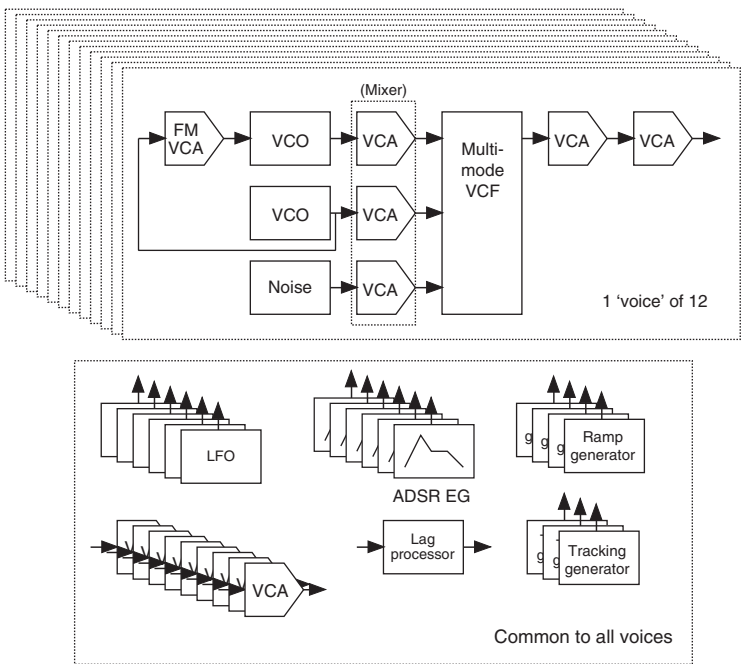 (Mixer)
FM
VCA
VCO
VCA
Multi-
mode
VCF
VCA
VCA
VCO
VCA
Noise
VCA
1 ‘voice’ of 12
LFO
ADSR EG
g
g
g
Ramp
generator
VCA
Lag
processor
g
g
Tracking
generator
Common to all voices